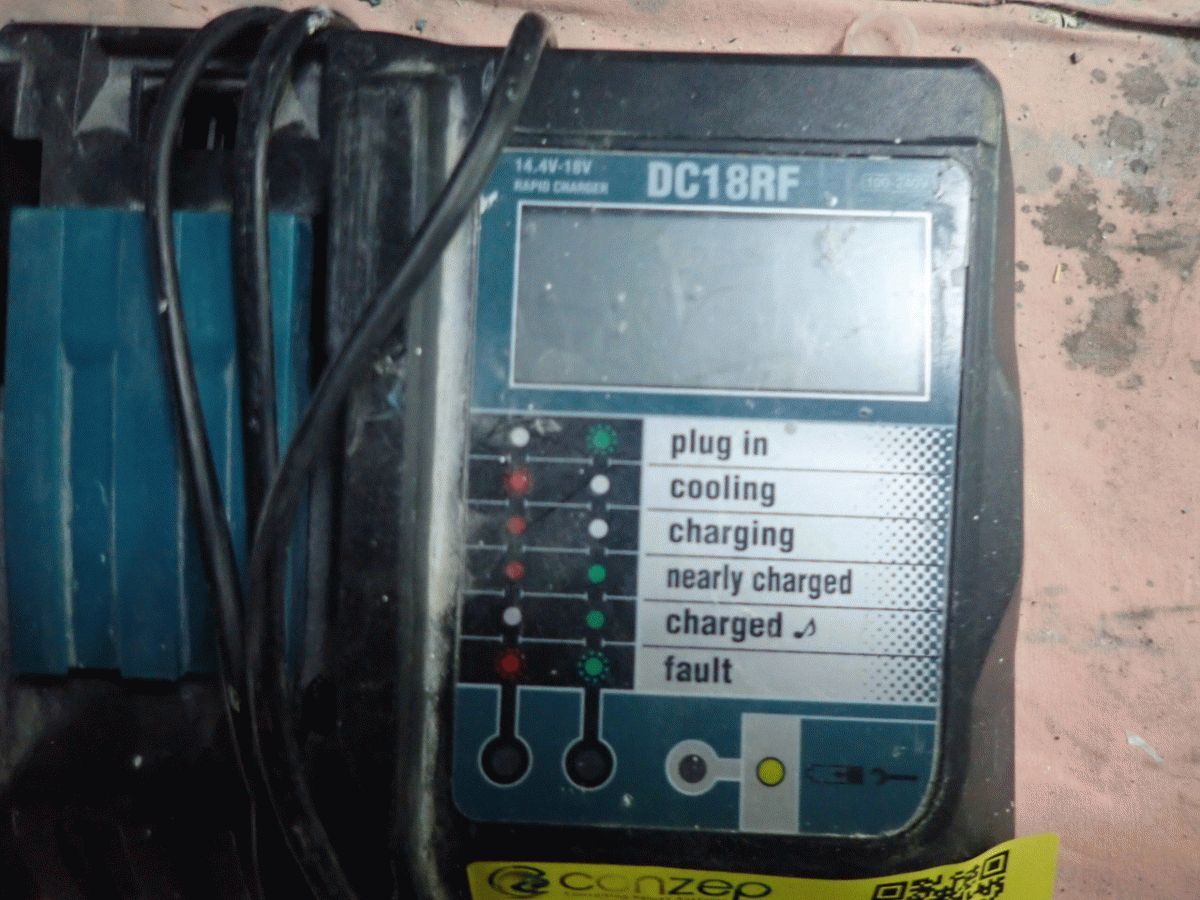 14.4V-18V
RAPID CHARGER
DC18RF
plug in
cooling
charging
nearly charged
charged
fault
conzep